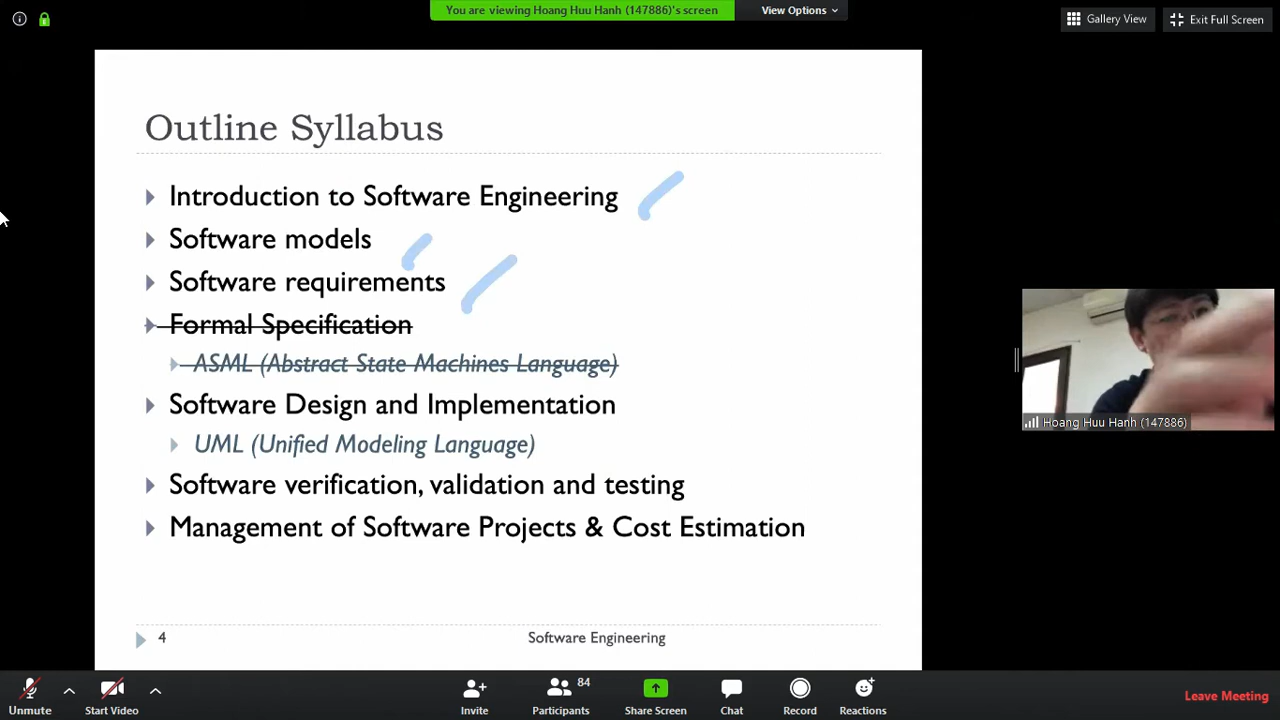 You are viewing Hoang Huu Hanh (147886)'s screen
View Options
Gallery View
Exit Full Screen
Outline Syllabus
Introduction to Software Engineering
Software models
Software requirements
Formal Specification
ASML (Abstract State Machines Language)
Software Design and Implementation
UML (Unified Modeling Language)
Software verification, validation and testing
Management of Software Projects & Cost Estimation
4
Software Engineering
Hoang Huu Hanh (147886)
Unmute
Start Video
Invite
84
Participants
Share Screen
Chat
Record
Reactions
Leave Meeting